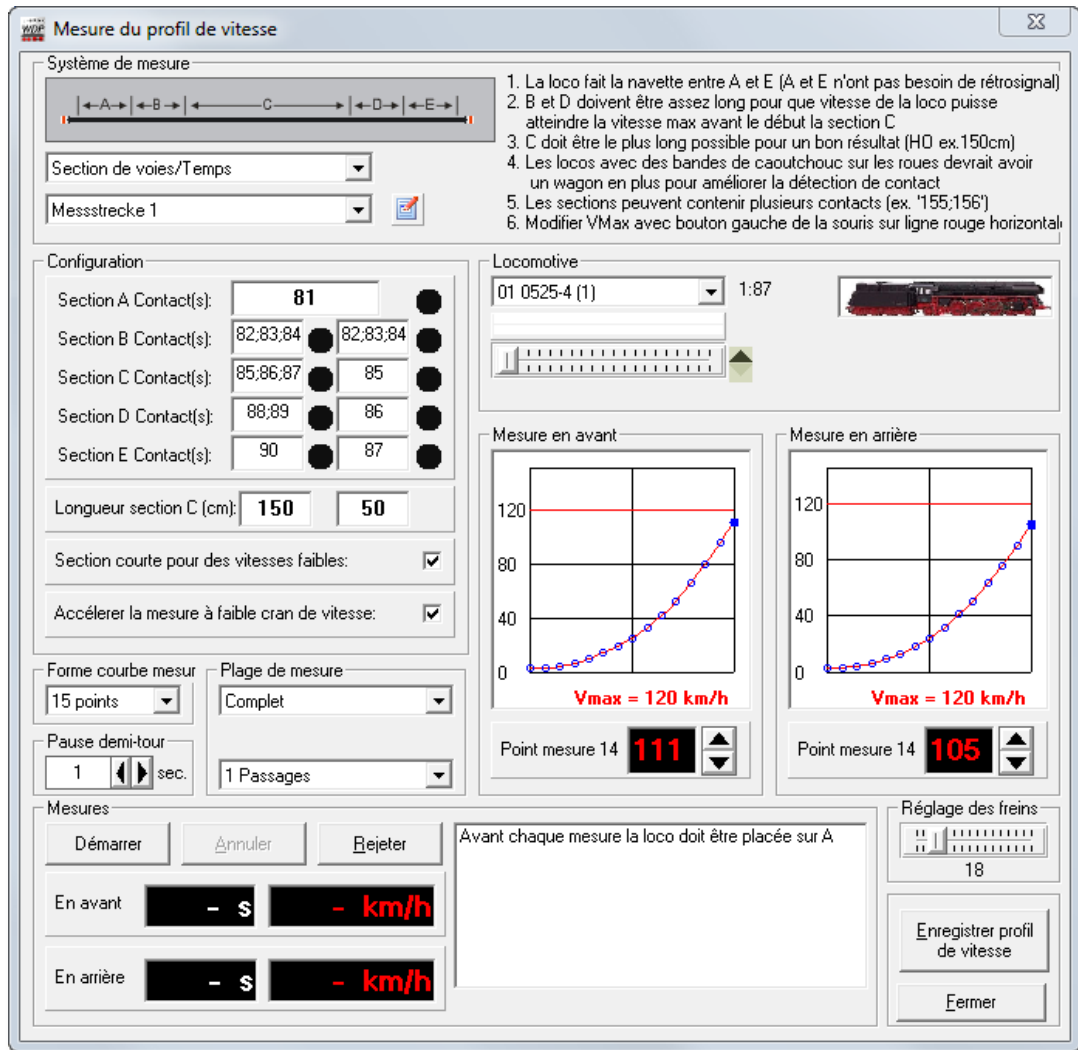 WDP Mesure du profil de vitesse
Système de mesure
A B C D E
Section de voies/Temps
Messstrecke 1
1. La loco fait la navette entre A et E (A et E n'ont pas besoin de rétrosignal)
2. B et D doivent être assez long pour que vitesse de la loco puisse
atteindre la vitesse max avant le début la section C
3. C doit être le plus long possible pour un bon résultat (HO ex.150cm)
4. Les locos avec des bandes de caoutchouc sur les roues devrait avoir
un wagon en plus pour améliorer la détection de contact
5. Les sections peuvent contenir plusieurs contacts (ex. '155;156')
6. Modifier VMax avec bouton gauche de la souris sur ligne rouge horizontale
Configuration
Section A Contact(s): 81
Section B Contact(s): 82;83;84 82;83;84
Section C Contact(s): 85;86;87 85
Section D Contact(s): 88;89 86
Section E Contact(s): 90 87
Longueur section C (cm): 150 50
Section courte pour des vitesses faibles:
Accélerer la mesure à faible cran de vitesse:
Locomotive
01 0525-4 (1) 1:87
Mesure en avant
120
80
40
0
Vmax = 120 km/h
Point mesure 14 111
Mesure en arrière
120
80
40
0
Vmax = 120 km/h
Point mesure 14 105
Forme courbe mesur
15 points
Plage de mesure
Complet
1 Passages
Pause demi-tour
1 sec.
Mesures
Démarrer Annuler Rejeter
En avant - s - km/h
En arrière - s - km/h
Avant chaque mesure la loco doit être placée sur A
Réglage des freins
18
Enregistrer profil
de vitesse
Fermer